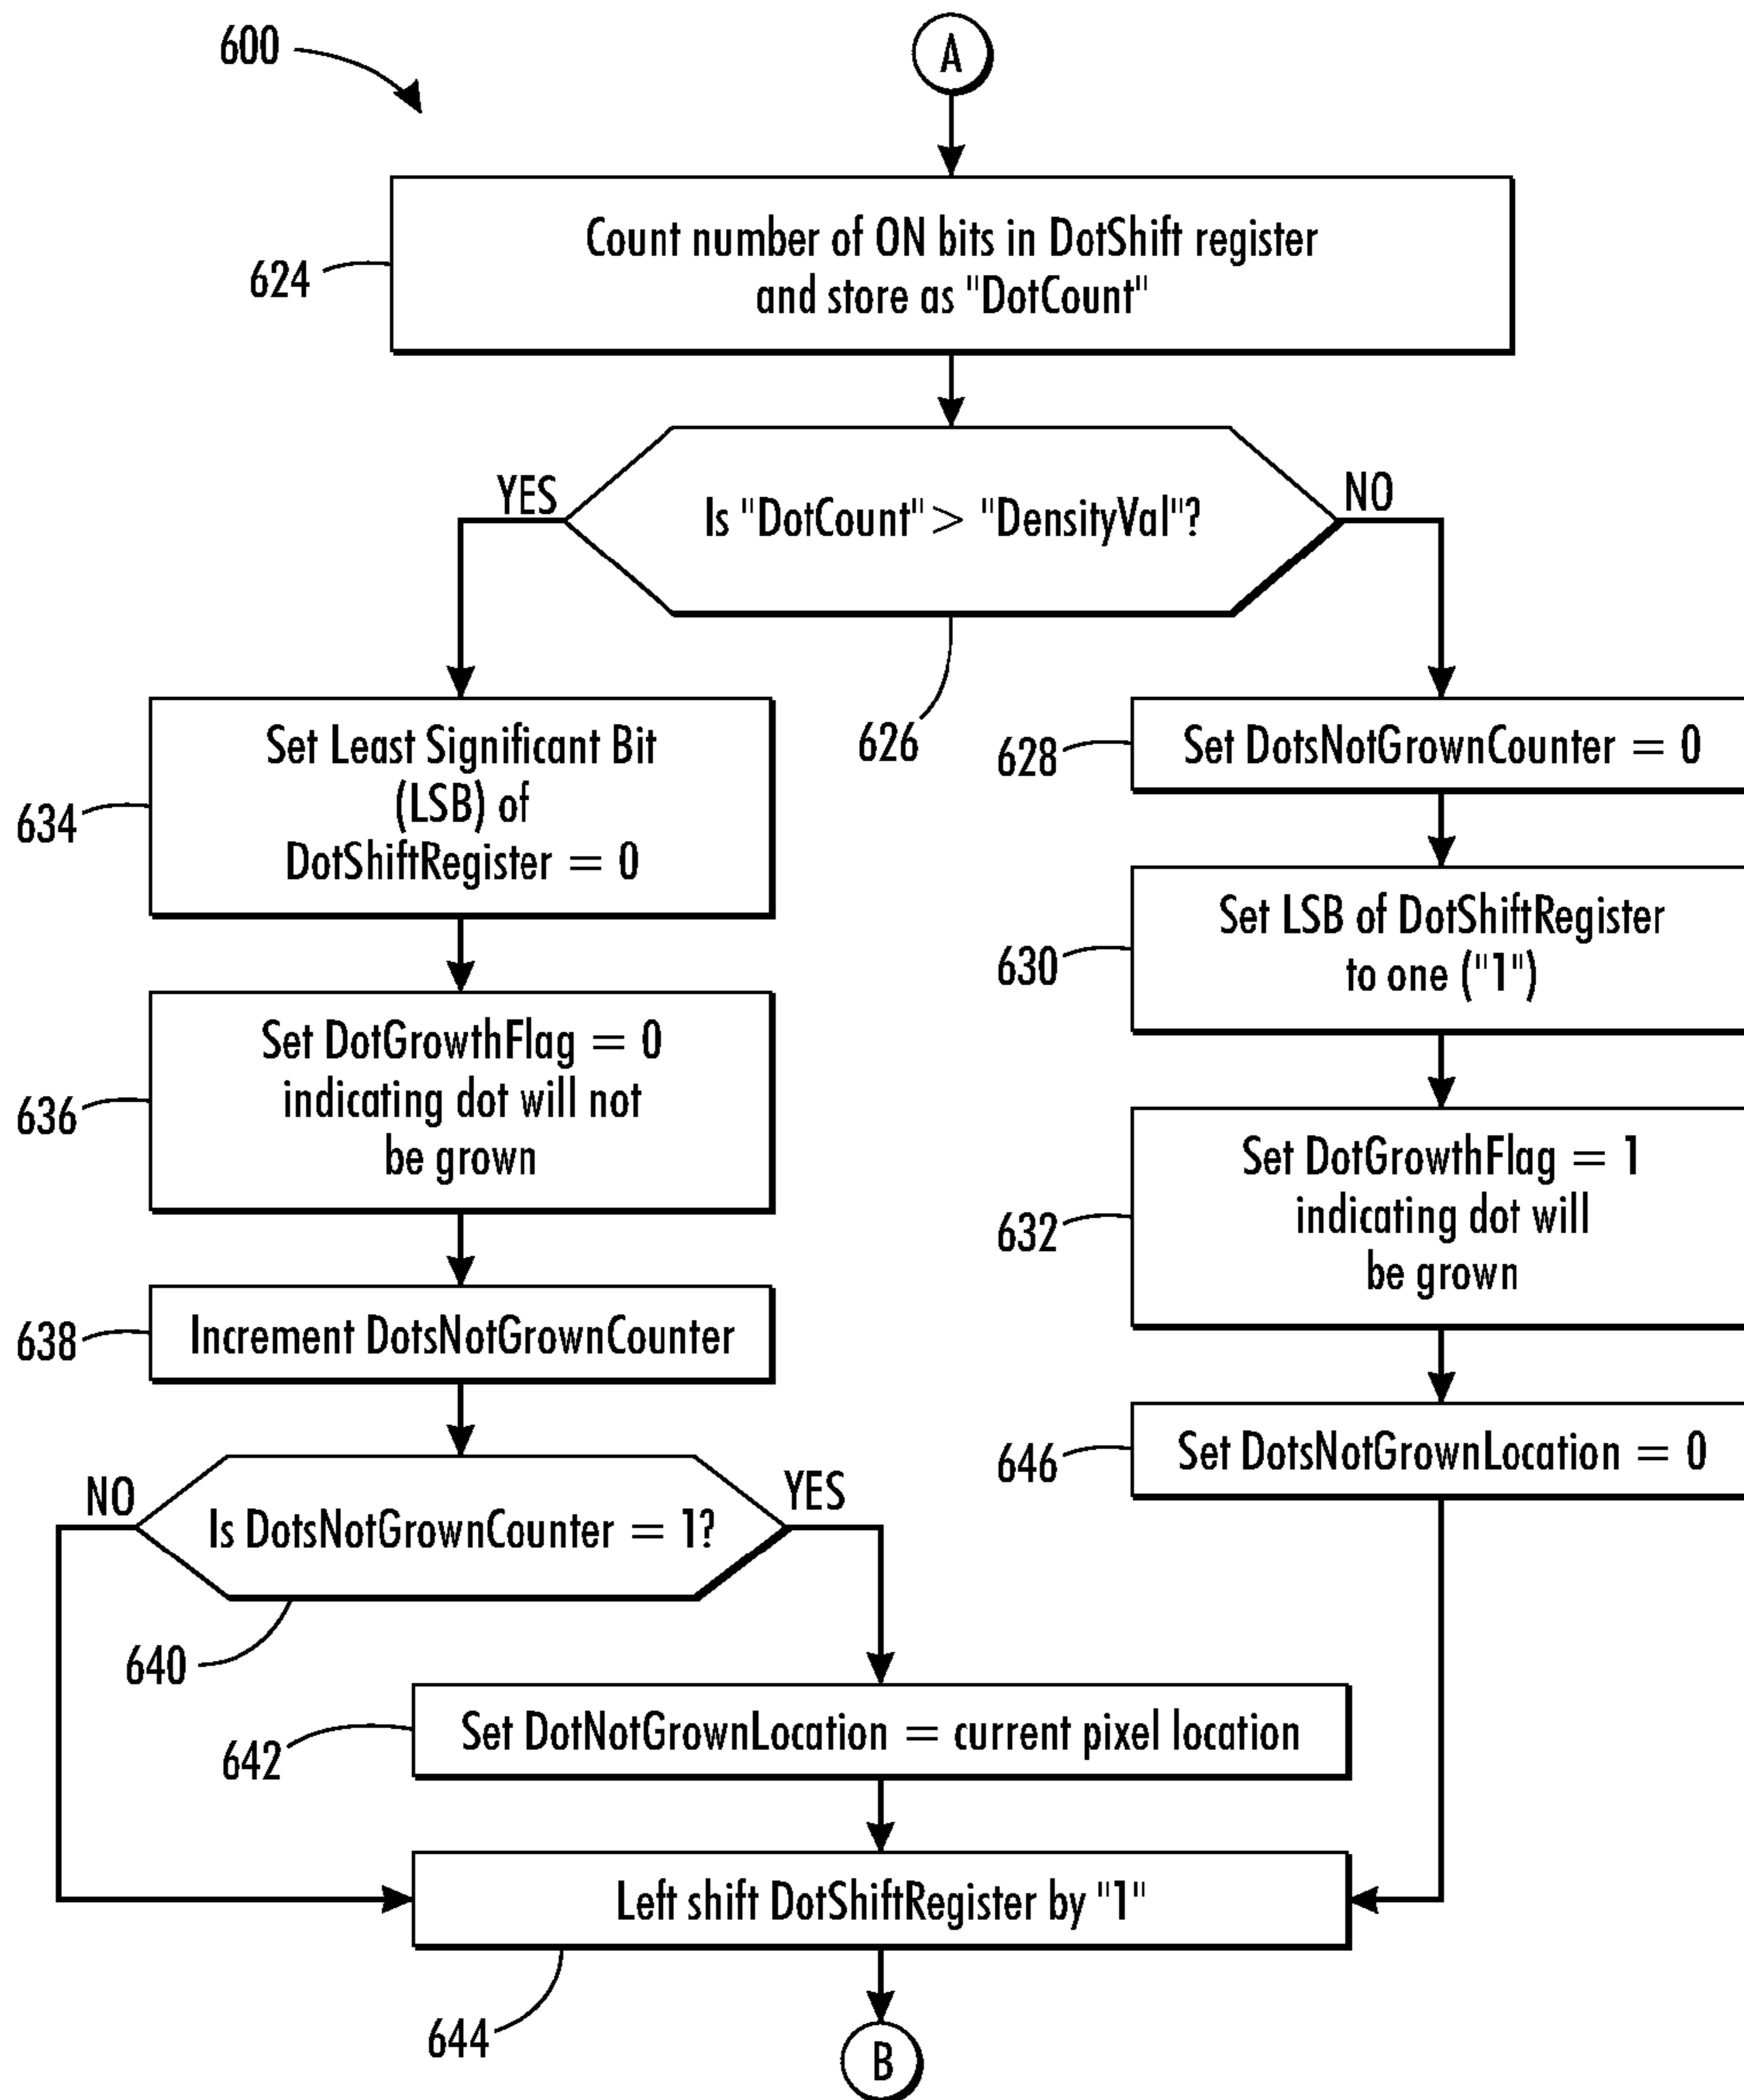 600
A
Count number of ON bits in DotShift register
and store as "DotCount"
624
YES
Is "DotCount" > "DensityVal"?
NO
626
Set Least Significant Bit
(LSB) of
DotShiftRegister = 0
634
Set DotsNotGrownCounter = 0
628
Set LSB of DotShiftRegister
to one ("1")
630
Set DotGrowthFlag = 0
indicating dot will not
be grown
636
Set DotGrowthFlag = 1
indicating dot will
be grown
632
Increment DotsNotGrownCounter
638
Set DotsNotGrownLocation = 0
646
NO
Is DotsNotGrownCounter = 1?
YES
640
Set DotNotGrownLocation = current pixel location
642
Left shift DotShiftRegister by "1"
644
B